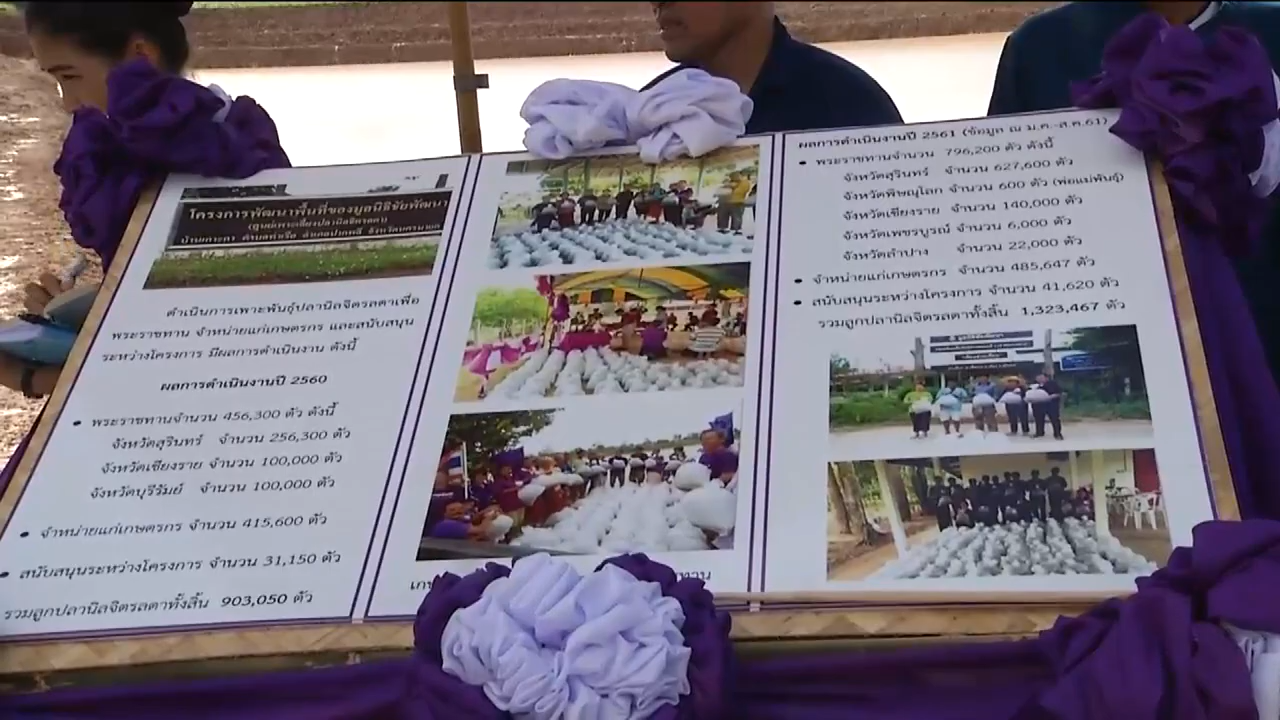 โครงการพัฒนาพื้นที่ของมูลนิธิชัยพัฒนา
ดำเนินการเพาะพันธุ์ปลานิลจิตรลดาเพื่อ
พระราชทาน จำหน่ายแก่เกษตรกร และสนับสนุน
ระหว่างโครงการ มีผลการดำเนินงาน ดังนี้
ผลการดำเนินงานปี 2560
• พระราชทานจำนวน 456,300 ตัว ดังนี้
จังหวัดสุรินทร์ จำนวน 256,300 ตัว
จังหวัดเชียงราย จำนวน 100,000 ตัว
จังหวัดบุรีรัมย์ จำนวน 100,000 ตัว
• จำหน่ายแก่เกษตรกร จำนวน 415,600 ตัว
• สนับสนุนระหว่างโครงการ จำนวน 31,150 ตัว
รวมลูกปลานิลจิตรลดาทั้งสิ้น 903,050 ตัว
ผลการดำเนินงานปี 2561 (ข้อมูล ณ ม.ค.-ส.ค.61)
• พระราชทานจำนวน 796,200 ตัว ดังนี้
จังหวัดสุรินทร์ จำนวน 627,600 ตัว
จังหวัดพิษณุโลก จำนวน 600 ตัว (พ่อแม่พันธุ์)
จังหวัดเชียงราย จำนวน 140,000 ตัว
จังหวัดเพชรบูรณ์ จำนวน 6,000 ตัว
จังหวัดลำปาง จำนวน 22,000 ตัว
• จำหน่ายแก่เกษตรกร จำนวน 485,647 ตัว
• สนับสนุนระหว่างโครงการ จำนวน 41,620 ตัว
รวมลูกปลานิลจิตรลดาทั้งสิ้น 1,323,467 ตัว